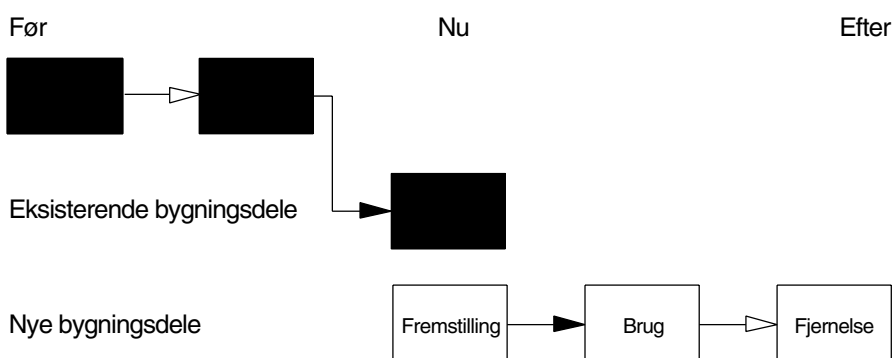 Før Nu Efter
Eksisterende bygningsdele
Nye bygningsdele Fremstilling Brug Fjernelse